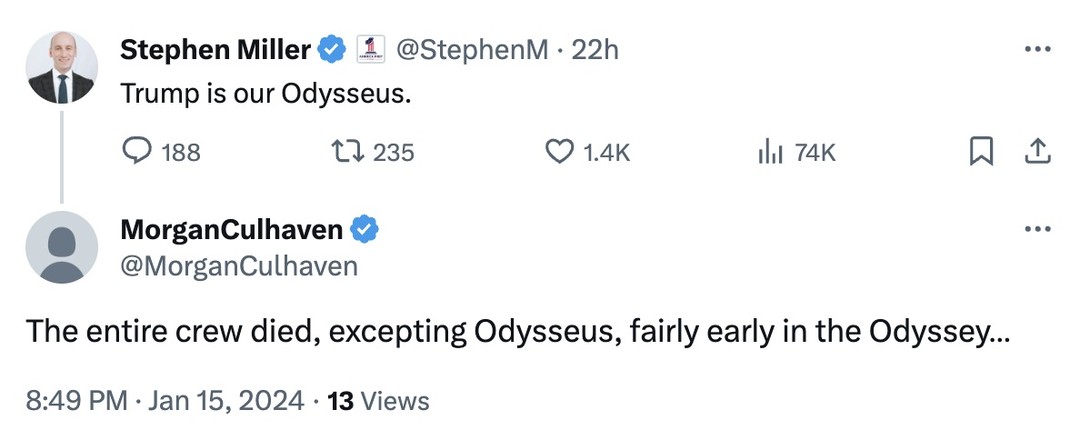 Stephen Miller @StephenM · 22h
Trump is our Odysseus.
188 235 1.4K 74K
MorganCulhaven
@MorganCulhaven
The entire crew died, excepting Odysseus, fairly early in the Odyssey...
8:49 PM · Jan 15, 2024 · 13 Views